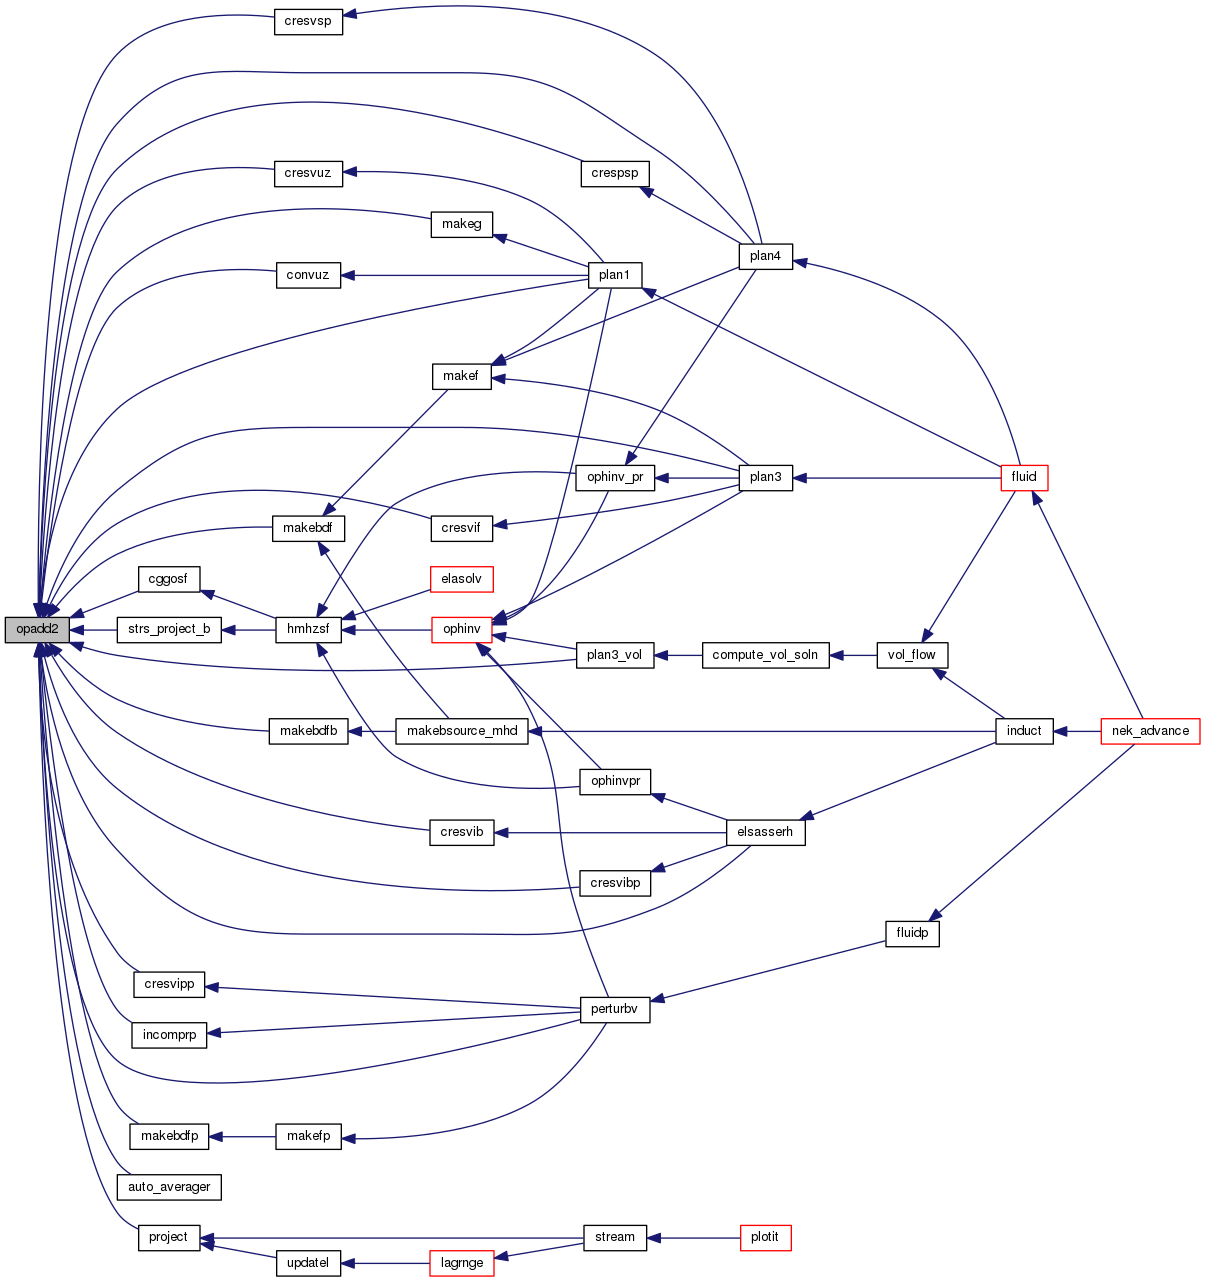 cresvsp
cresvuz
crespsp
makeg
plan4
convuz
plan1
makef
ophinv_pr
plan3
fluid
makebdf
cresvif
cggosf
elasolv
opadd2
strs_project_b
hmhzsf
ophinv
plan3_vol
compute_vol_soln
vol_flow
makebdfb
makebsource_mhd
induct
nek_advance
ophinvpr
cresvib
elsasserh
cresvibp
fluidp
cresvipp
perturbv
incomprp
makebdfp
makefp
auto_averager
project
stream
plotit
updatel
lagrnge